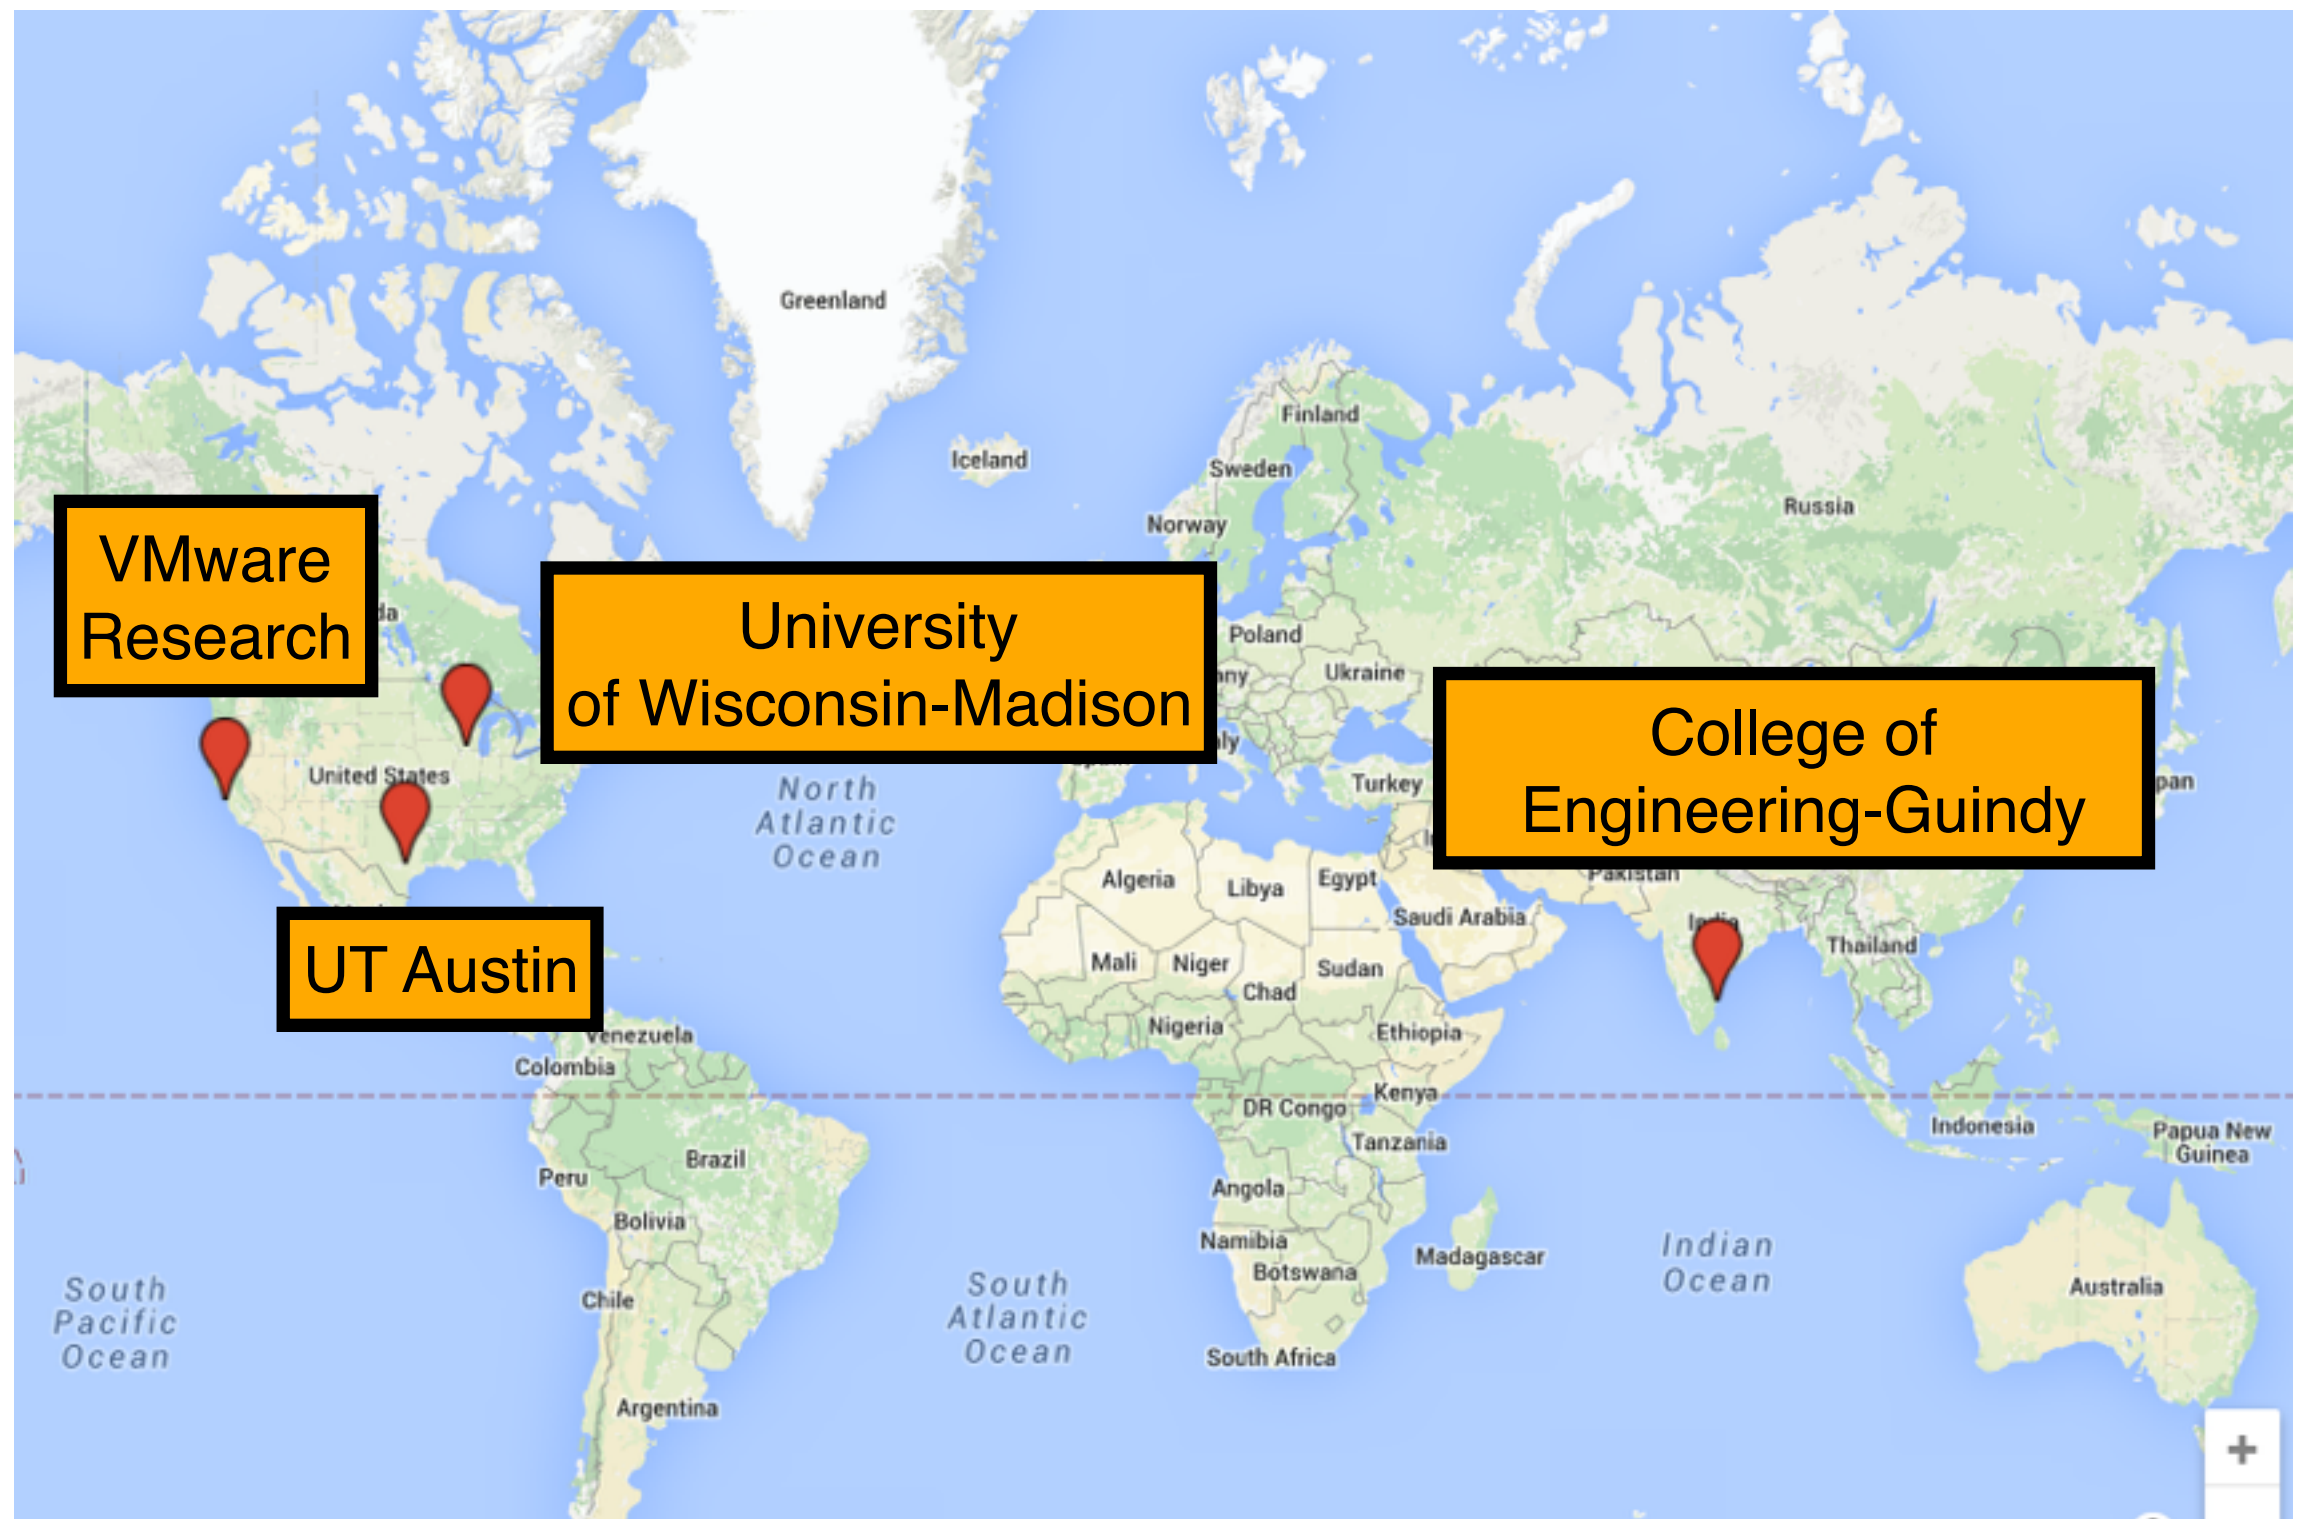 Greenland
Finland
Iceland
Sweden
Russia
Norway
VMware
Research
University
of Wisconsin-Madison
Poland
Ukraine
College of
Engineering-Guindy
United States
Turkey
North
Atlantic
Ocean
Algeria
Libya
Egypt
Pakistan
Saudi Arabia
India
Thailand
UT Austin
Mali
Niger
Sudan
Chad
Nigeria
Ethiopia
Venezuela
Colombia
Kenya
DR Congo
Indonesia
Papua New
Guinea
Tanzania
Brazil
Peru
Angola
Bolivia
Namibia
Madagascar
Indian
Ocean
Botswana
South
Pacific
Ocean
Chile
South
Atlantic
Ocean
Australia
South Africa
Argentina
+